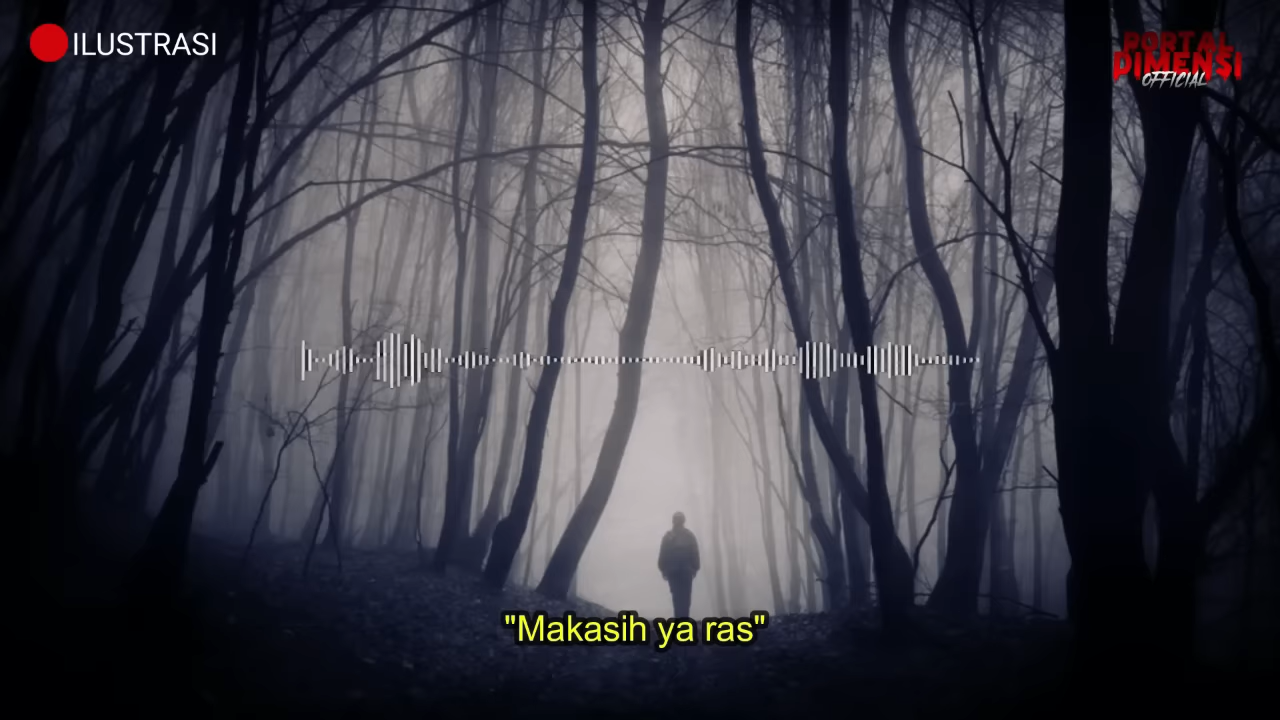 ILUSTRASI
PORTAL
DIMENSI
OFFICIAL
"Makasih ya ras"